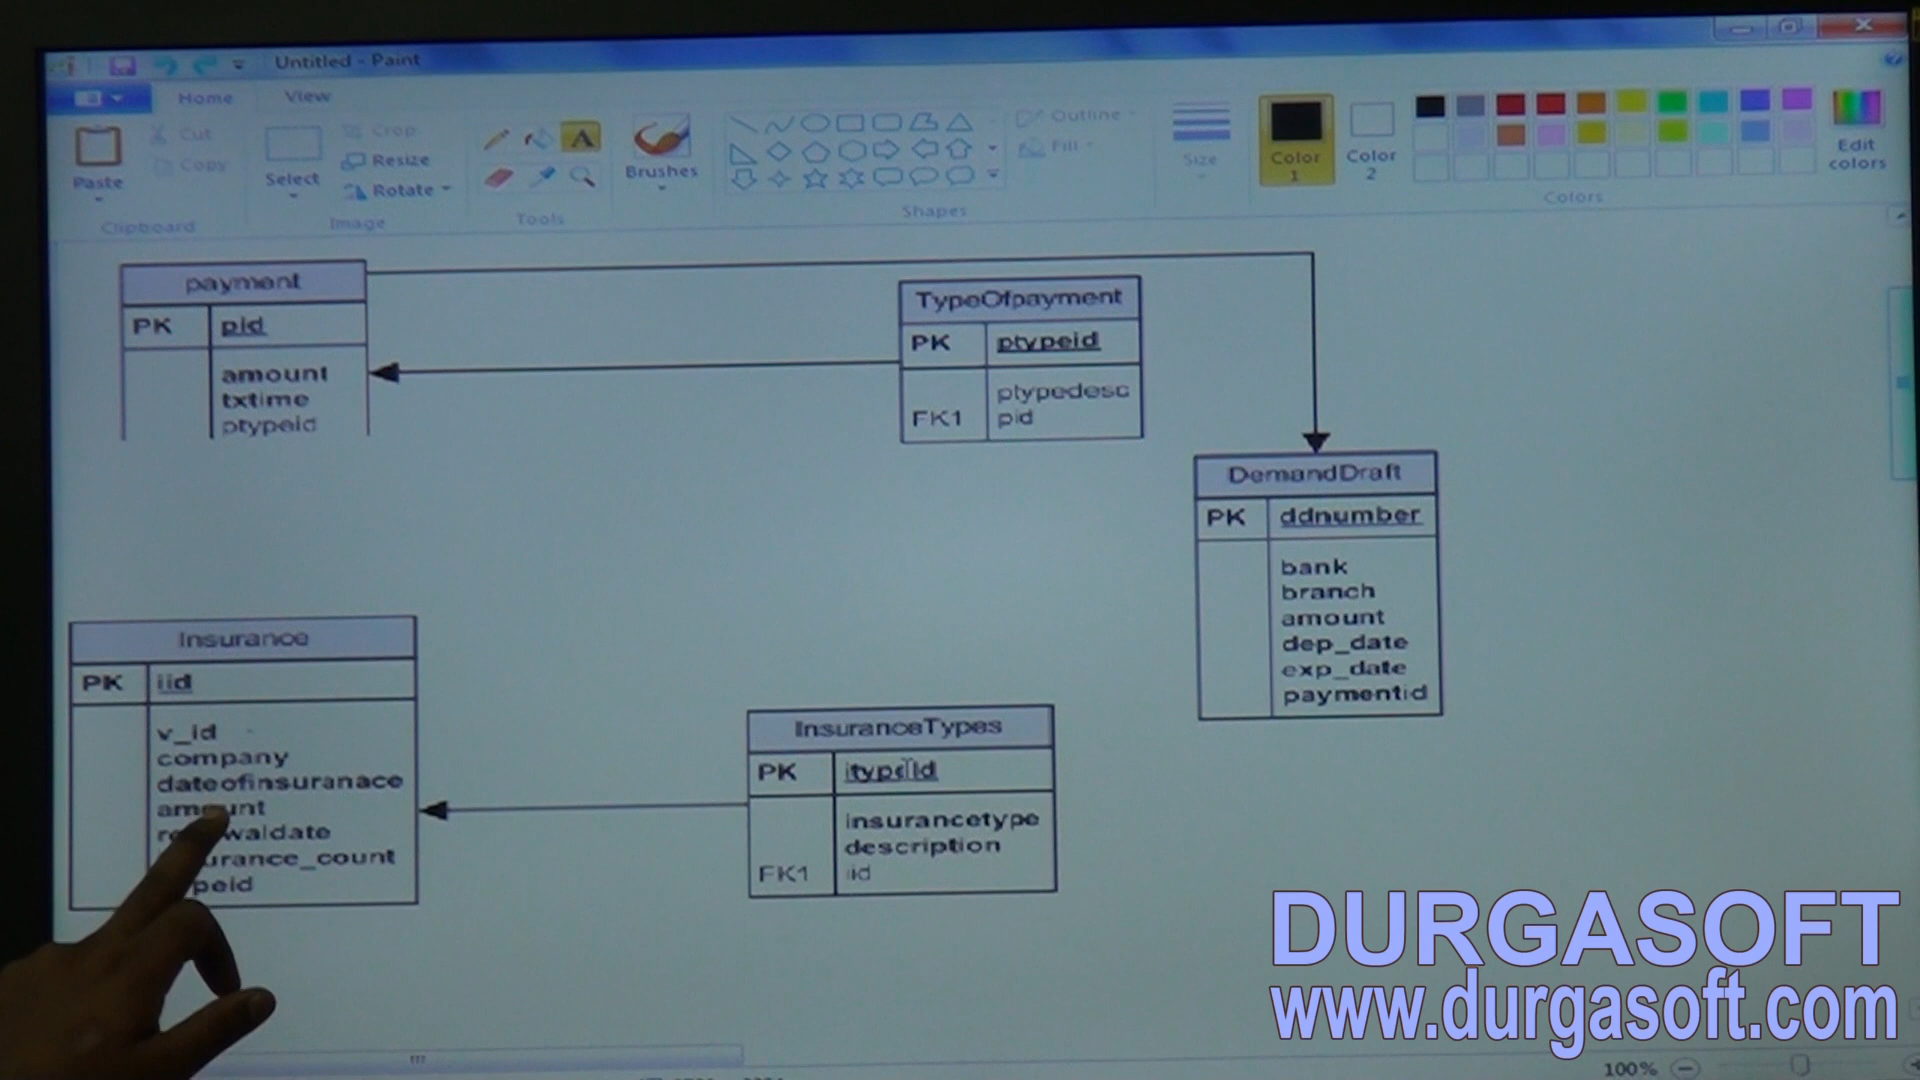 Untitled - Paint
Home
View
Paste
Cut
Copy
Clipboard
Select
Crop
Resize
Rotate
Image
Tools
Brushes
Shapes
Outline
Fill
Size
Color
1
Color
2
Colors
Edit
colors
payment
PK pid
amount
txtime
ptypeid
TypeOfpayment
PK ptypeid
ptypedesc
FK1 pid
DemandDraft
PK ddnumber
bank
branch
amount
dep_date
exp_date
paymentid
Insurance
PK iid
v_id
company
dateofinsuranace
amount
InsuranceTypes
PK itypeid
insurancetype
description
FK1 iid
DURGASOFT
www.durgasoft.com
100%